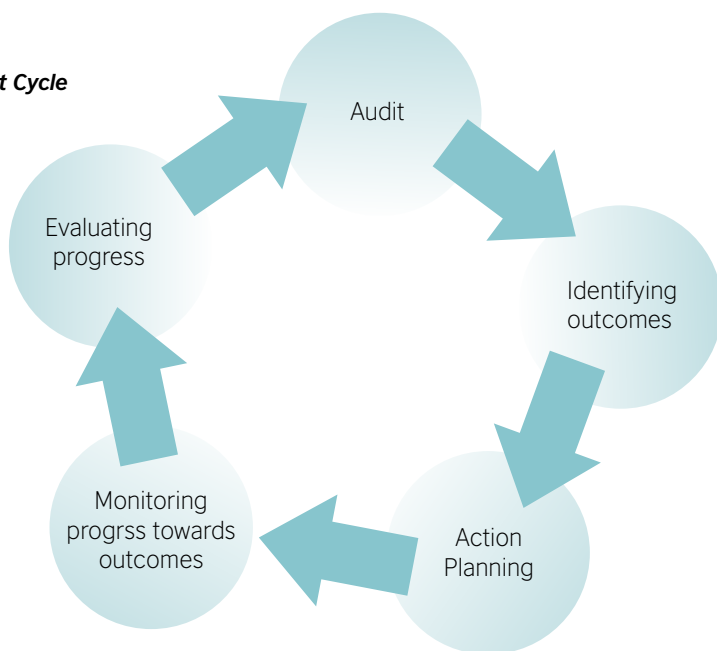 t Cycle
Audit
Identifying
outcomes
Action
Planning
Monitoring
progrss towards
outcomes
Evaluating
progress